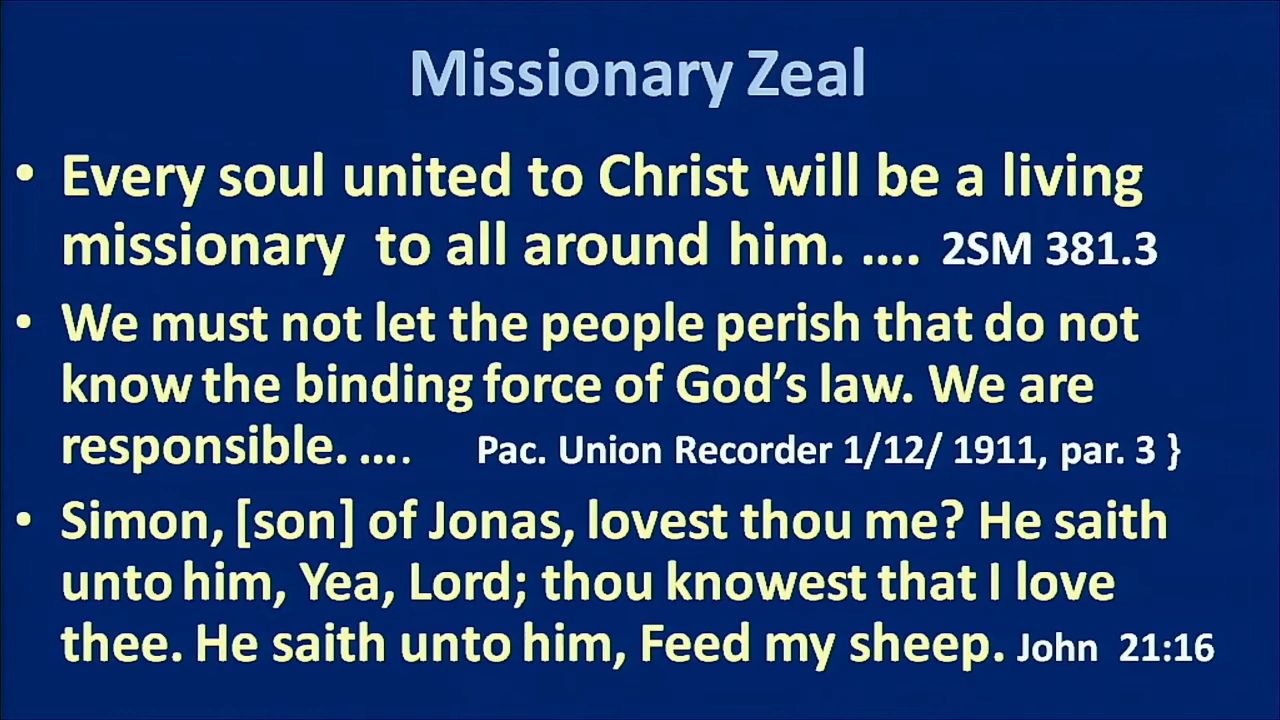 Missionary Zeal
• Every soul united to Christ will be a living
missionary to all around him. .... 2SM 381.3
• We must not let the people perish that do not
know the binding force of God’s law. We are
responsible. .... Pac. Union Recorder 1/12/ 1911, par. 3 }
• Simon, [son] of Jonas, lovest thou me? He saith
unto him, Yea, Lord; thou knowest that I love
thee. He saith unto him, Feed my sheep. John 21:16